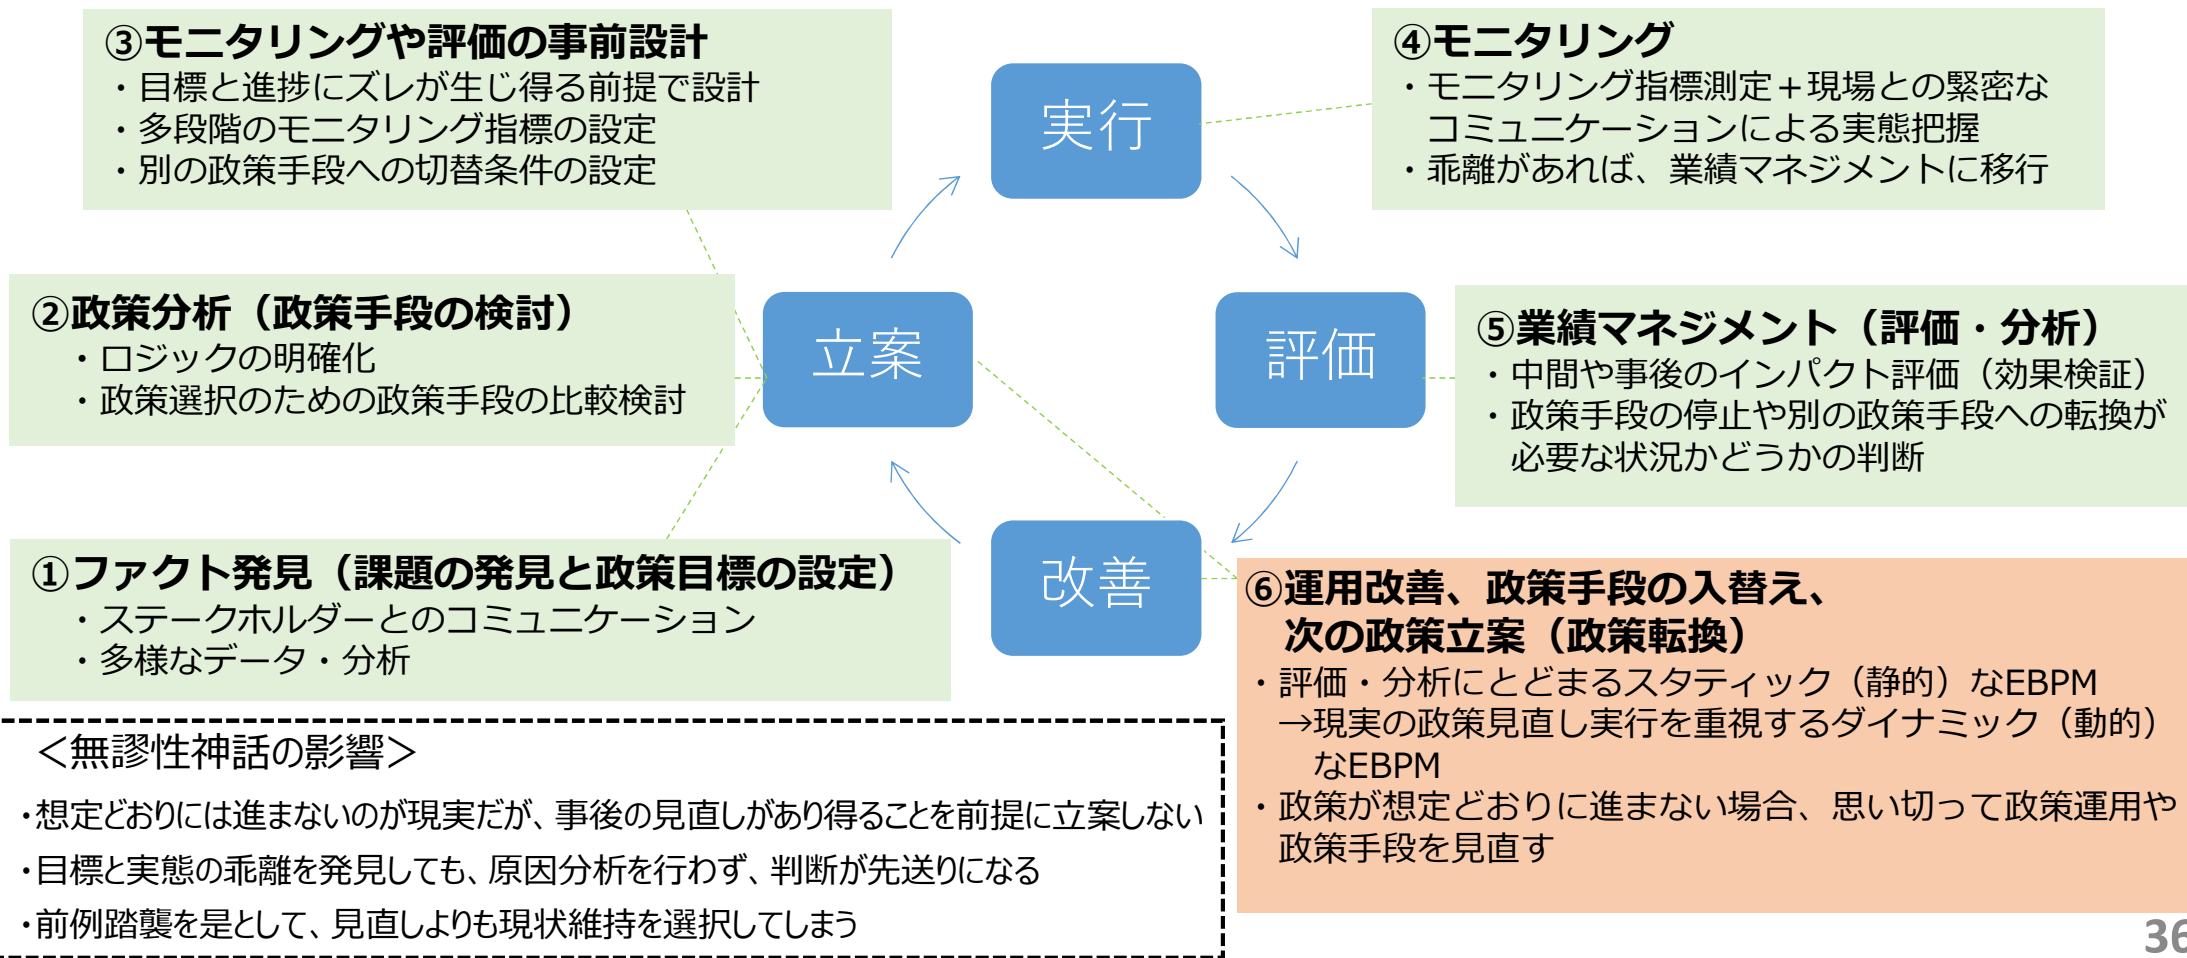 ③モニタリングや評価の事前設計
・目標と進捗にズレが生じ得る前提で設計
・多段階のモニタリング指標の設定
・別の政策手段への切替条件の設定
実行
④モニタリング
・モニタリング指標測定＋現場との緊密な
コミュニケーションによる実態把握
・乖離があれば、業績マネジメントに移行
②政策分析（政策手段の検討）
・ロジックの明確化
・政策選択のための政策手段の比較検討
立案
評価
⑤業績マネジメント（評価・分析）
・中間や事後のインパクト評価（効果検証）
・政策手段の停止や別の政策手段への転換が
必要な状況かどうかの判断
①ファクト発見（課題の発見と政策目標の設定）
・ステークホルダーとのコミュニケーション
・多様なデータ・分析
改善
⑥運用改善、政策手段の入替え、
次の政策立案（政策転換）
・評価・分析にとどまるスタティック（静的）なEBPM
→現実の政策見直し実行を重視するダイナミック（動的）
なEBPM
・政策が想定どおりに進まない場合、思い切って政策運用や
政策手段を見直す
＜無謬性神話の影響＞
・想定どおりには進まないのが現実だが、事後の見直しがあり得ることを前提に立案しない
・目標と実態の乖離を発見しても、原因分析を行わず、判断が先送りになる
・前例踏襲を是として、見直しよりも現状維持を選択してしまう
36